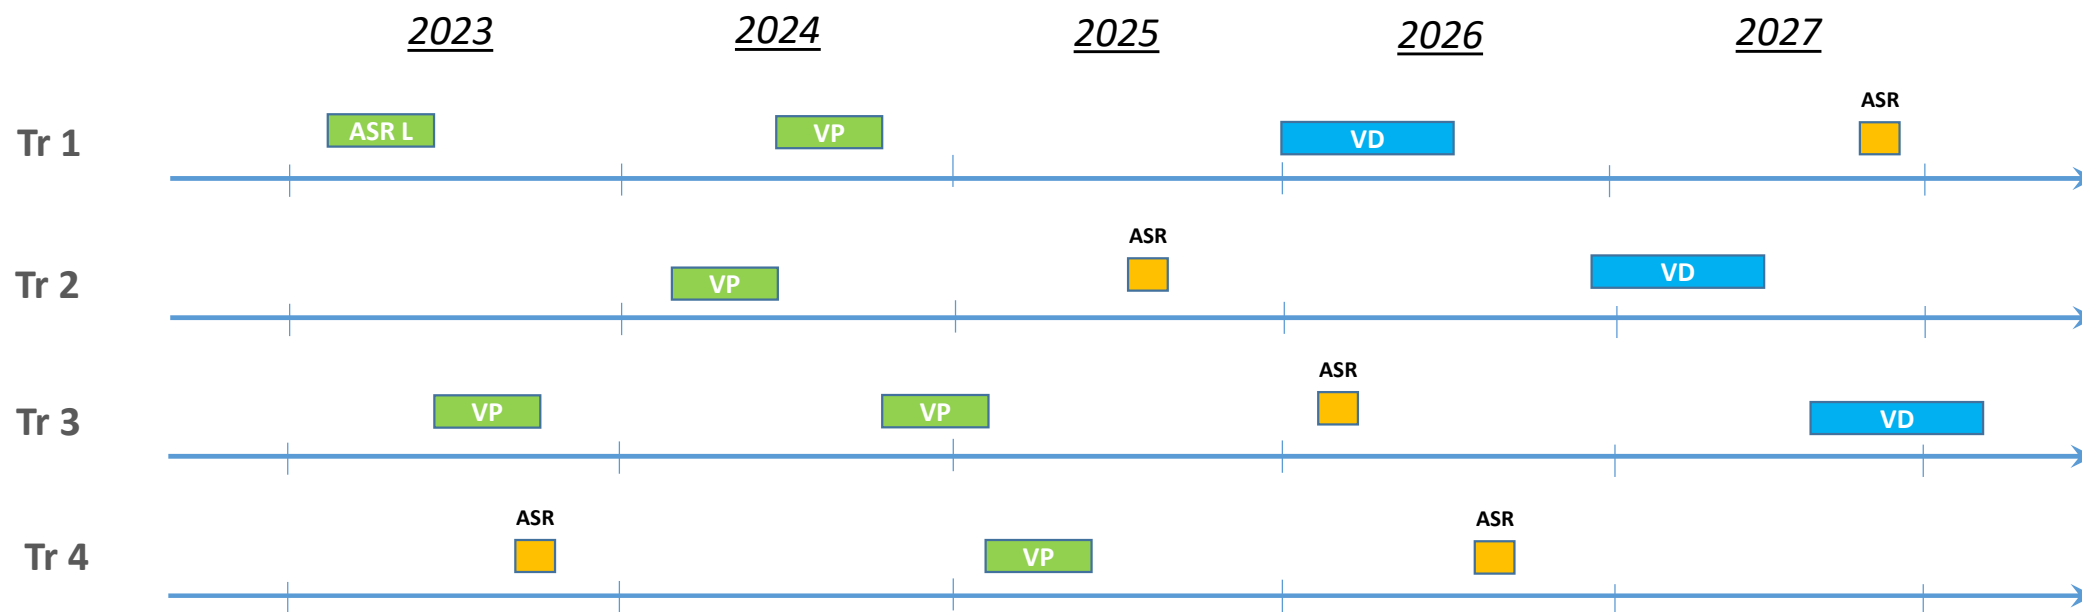 2023 2024 2025 2026 2027
ASR
Tr 1 ASR L VP VD
ASR
Tr 2 VP VD
ASR
Tr 3 VP VP VD
ASR ASR
Tr 4 VP